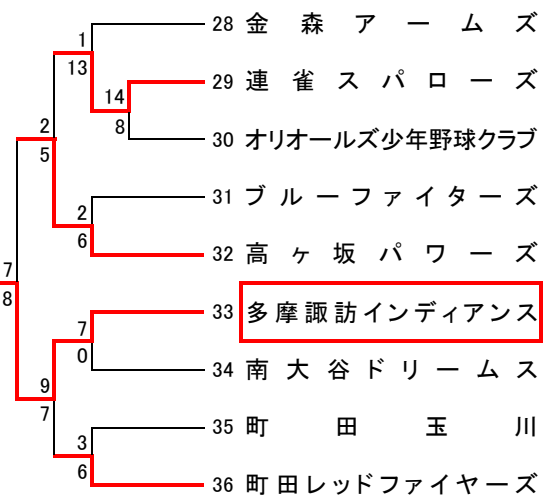 28 金森アームズ
1
13
14
29 連雀スパローズ
8
30 オリオールズ少年野球クラブ
2
5
31 ブルーファイターズ
2
6
32 高ヶ坂パワーズ
7
8
33 多摩諏訪インディアンス
7
0
34 南大谷ドリームス
9
7
35 町田玉川
3
6
36 町田レッドファイヤーズ